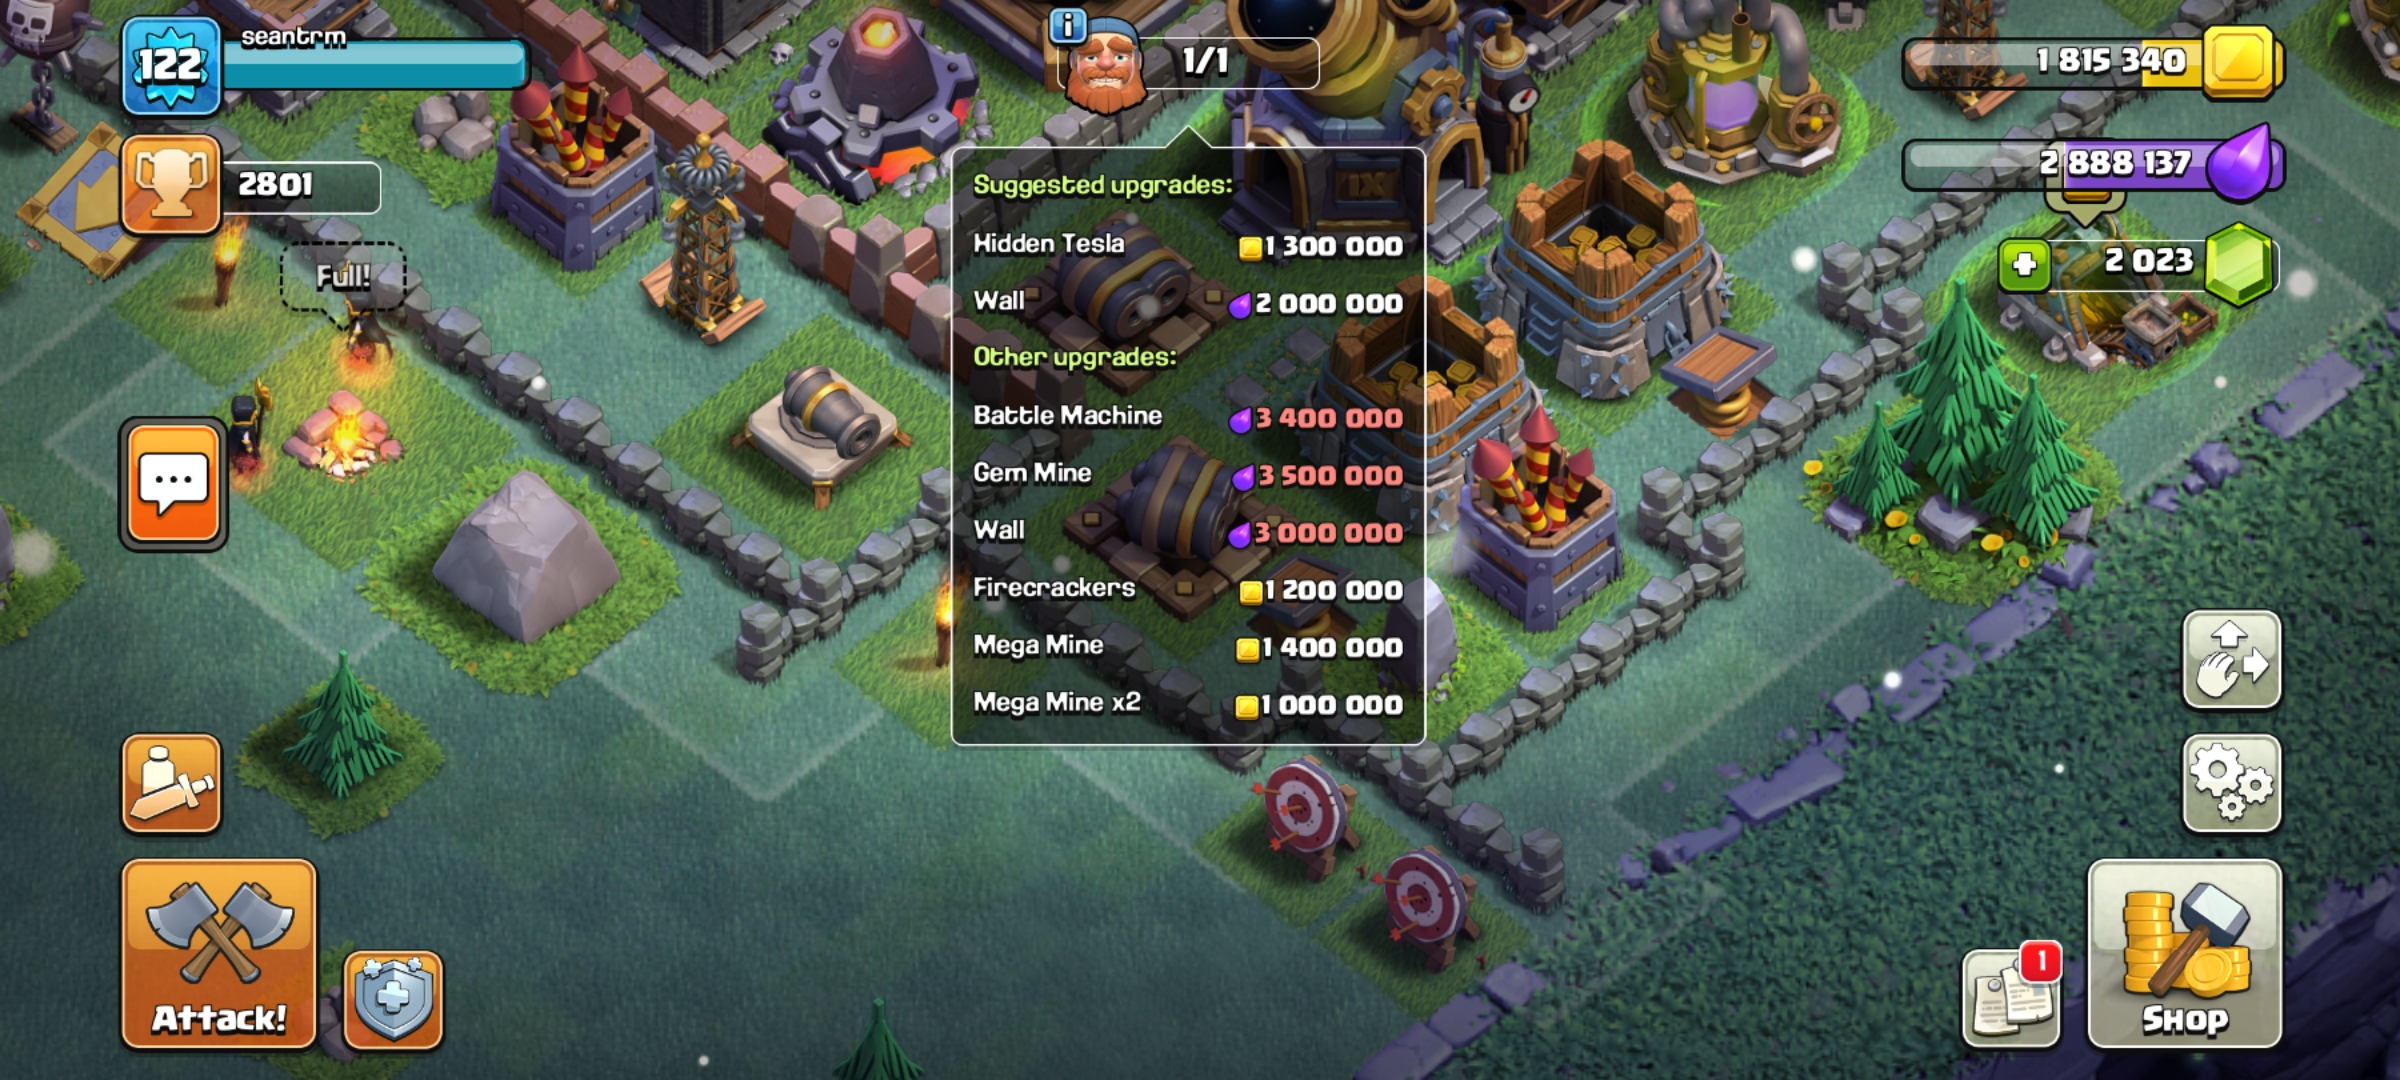 122
seantrm
1/1
1 815 340
2801
2 888 137
2 023
Full!
Suggested upgrades:
Hidden Tesla 1 300 000
Wall 2 000 000
Other upgrades:
Battle Machine 3 400 000
Gem Mine 3 500 000
Wall 3 000 000
Firecrackers 1 200 000
Mega Mine 1 400 000
Mega Mine x2 1 000 000
1X
i
Attack!
1
Shop